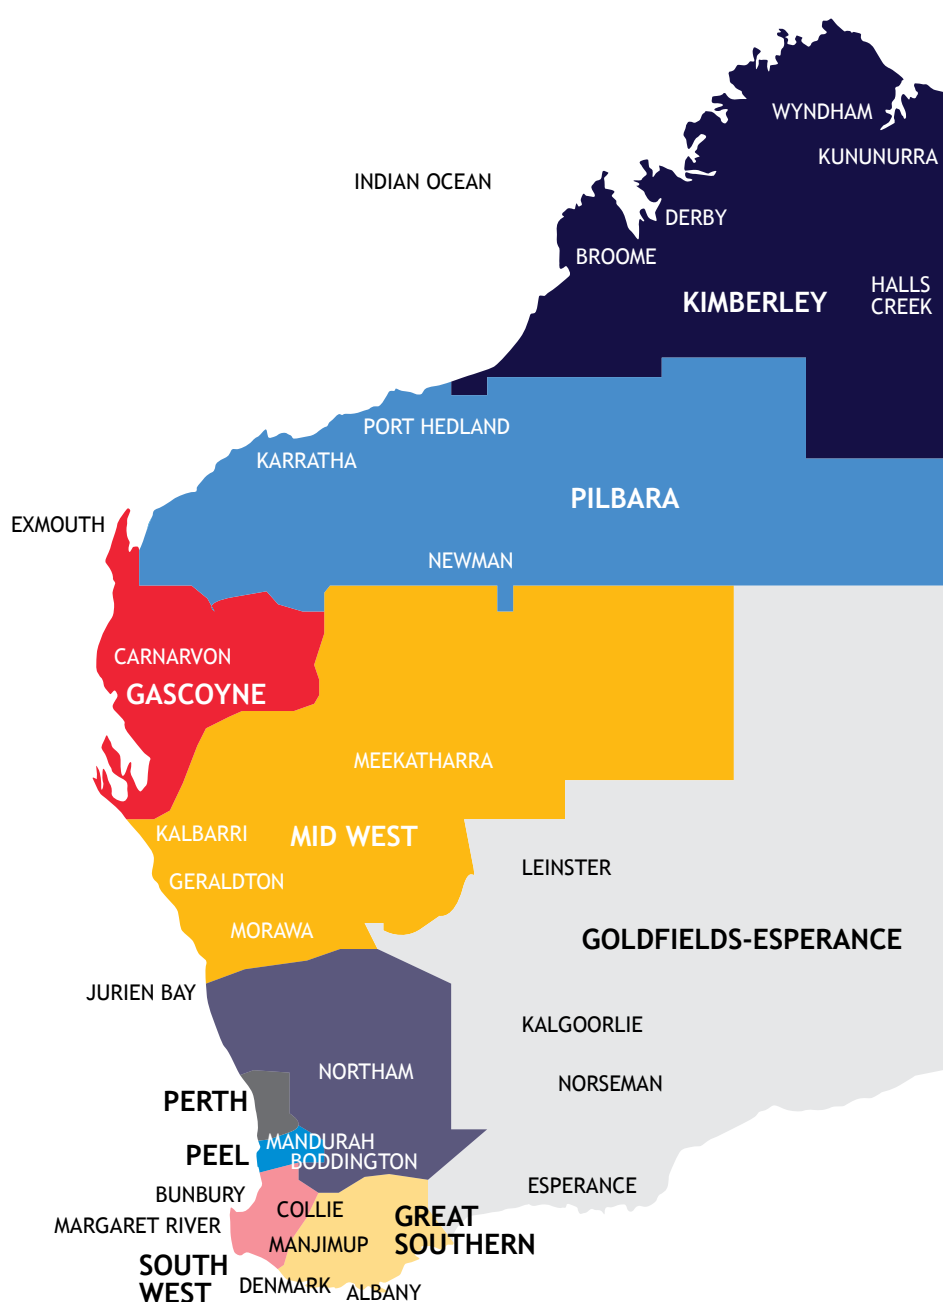 WYNDHAM
KUNUNURRA
INDIAN OCEAN
DERBY
BROOME
HALLS
CREEK
KIMBERLEY
PORT HEDLAND
KARRATHA
PILBARA
EXMOUTH
NEWMAN
CARNARVON
GASCOYNE
MEEKATHARRA
KALBARRI
MID WEST
LEINSTER
GERALDTON
MORAWA
GOLDFIELDS-ESPERANCE
JURIEN BAY
KALGOORLIE
NORTHAM
NORSEMAN
PERTH
MANDURAH
PEEL
BODDINGTON
ESPERANCE
BUNBURY
COLLIE
MARGARET RIVER
GREAT
SOUTHERN
MANJIMUP
SOUTH
WEST
DENMARK
ALBANY